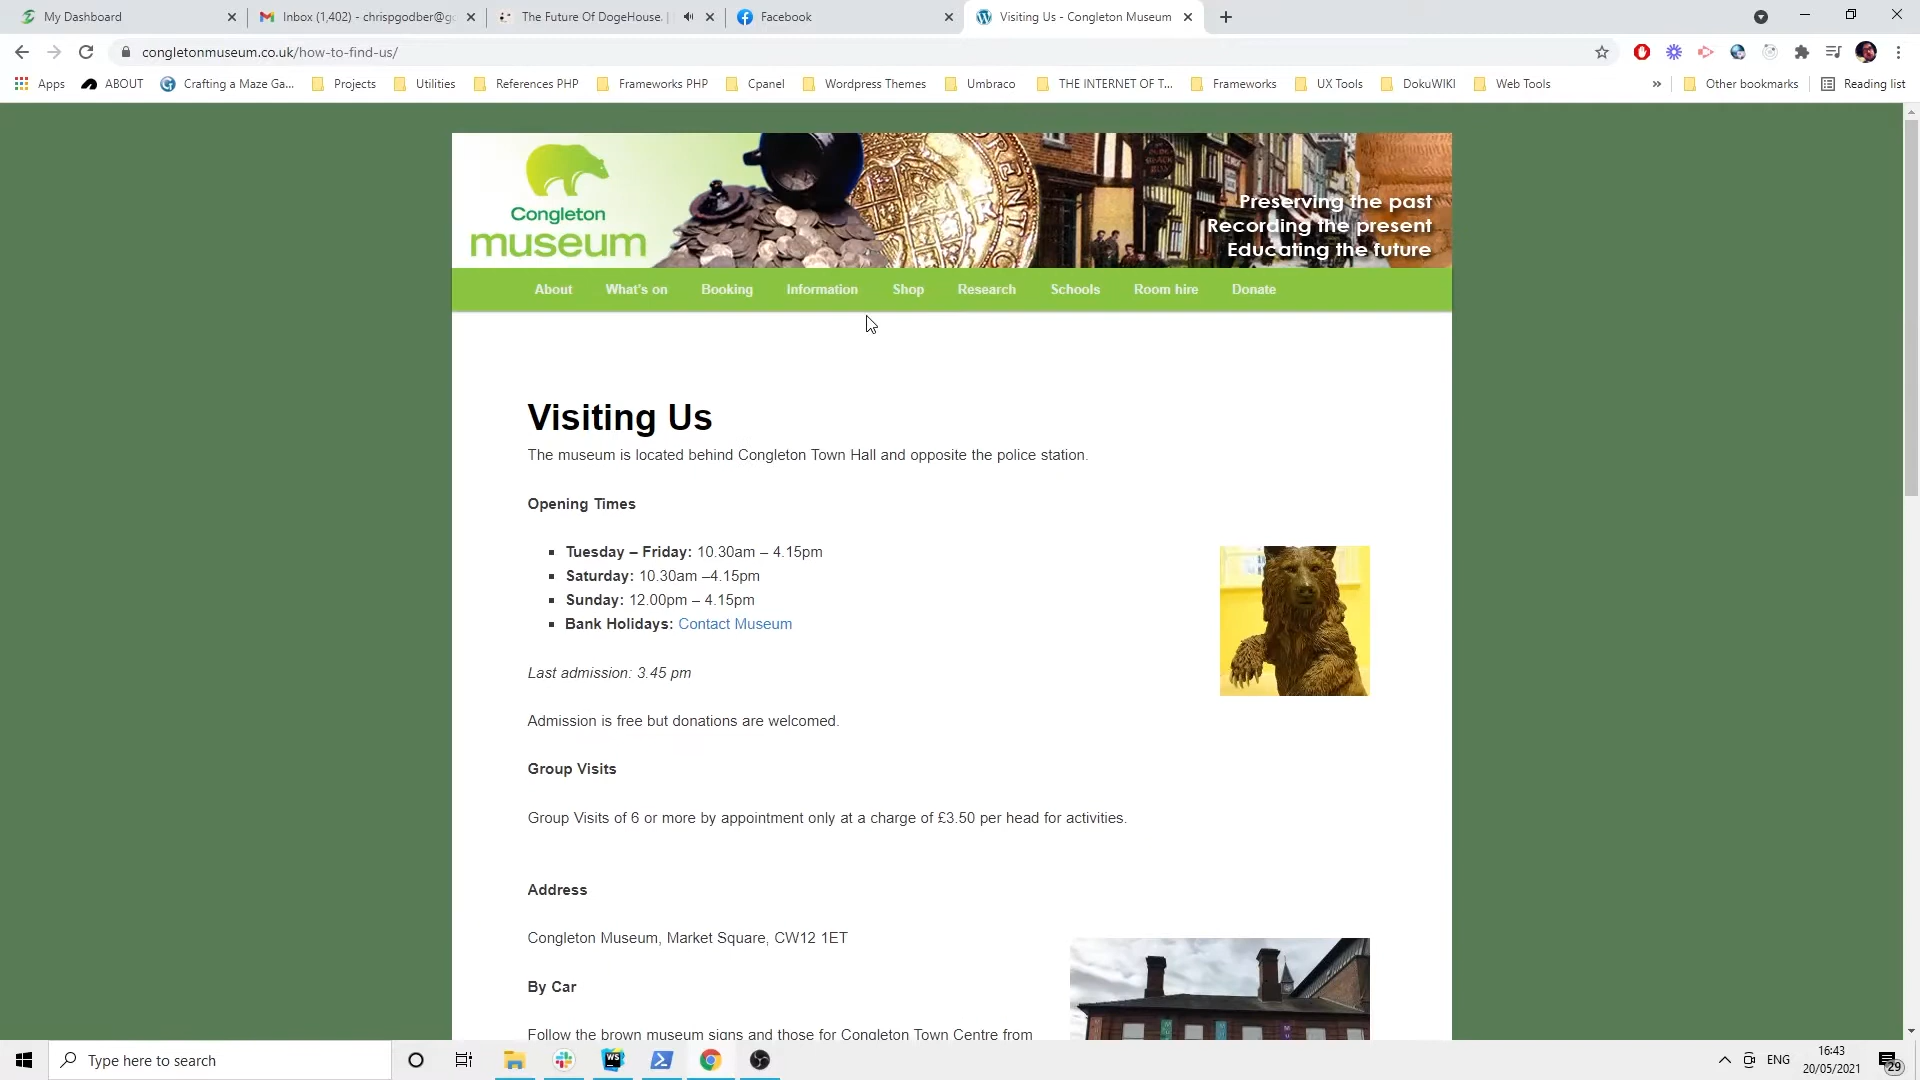 My Dashboard
Inbox (1,402) - chrispgodber@g
The Future Of DogeHouse. |
Facebook
Visiting Us - Congleton Museum
congletonmuseum.co.uk/how-to-find-us/
Apps
ABOUT
Crafting a Maze Ga...
Projects
Utilities
References PHP
Frameworks PHP
Cpanel
Wordpress Themes
Umbraco
THE INTERNET OF T...
Frameworks
UX Tools
DokuWIKI
Web Tools
»
Other bookmarks
Reading list
Congleton
museum
Preserving the past
Recording the present
Educating the future
About What's on Booking Information Shop Research Schools Room hire Donate
Visiting Us
The museum is located behind Congleton Town Hall and opposite the police station.
Opening Times
Tuesday – Friday: 10.30am – 4.15pm
Saturday: 10.30am –4.15pm
Sunday: 12.00pm – 4.15pm
Bank Holidays: Contact Museum
Last admission: 3.45 pm
Admission is free but donations are welcomed.
Group Visits
Group Visits of 6 or more by appointment only at a charge of £3.50 per head for activities.
Address
Congleton Museum, Market Square, CW12 1ET
By Car
Follow the brown museum signs and those for Congleton Town Centre from
Type here to search
WS
ENG
16:43
20/05/2021
29